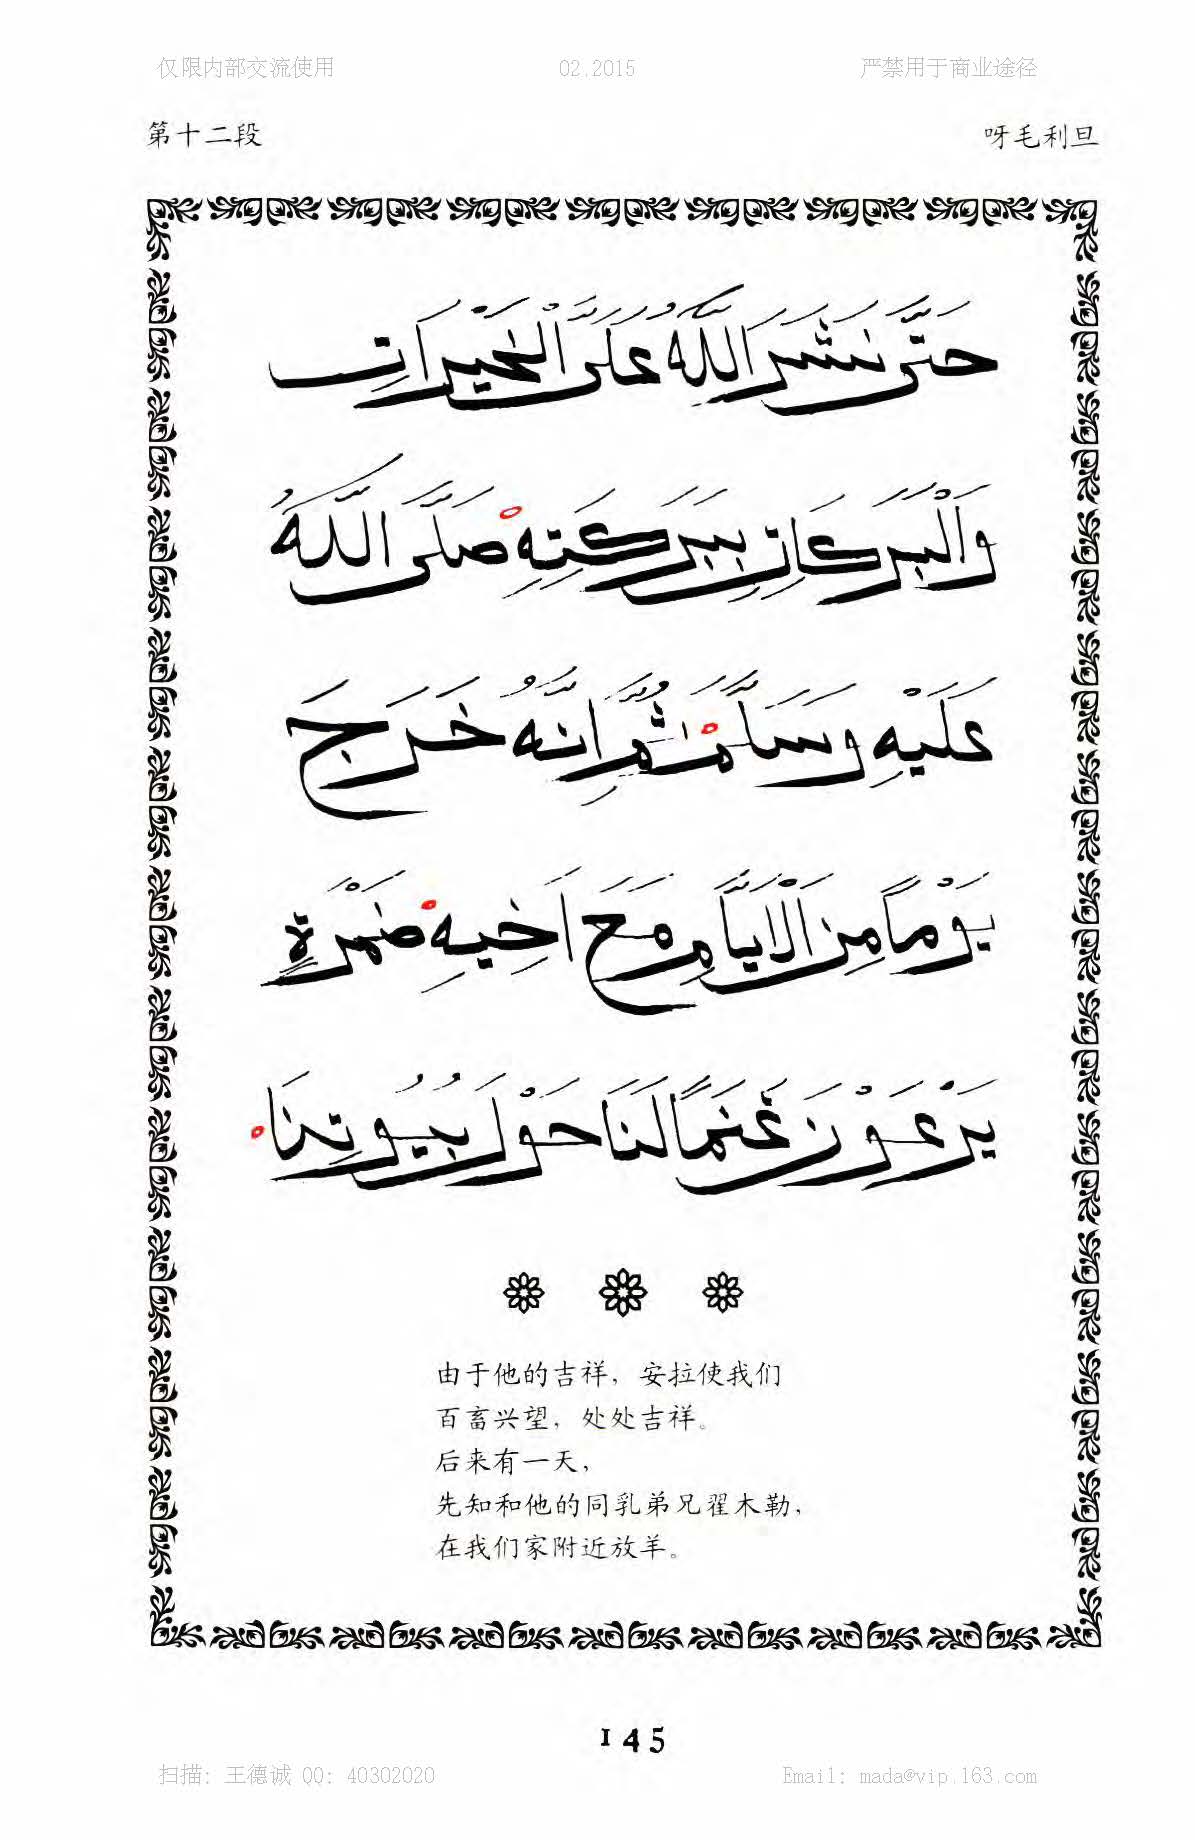 仅限内部交流使用 02.2015 严禁用于商业途径
第十二段 呀毛利旦
حَتَّى نَشَرَ اللَّهُ عَلَىَّ الْخَيْرَاتِ
وَالْبَرَكَاتِ بِبَرَكَتِهِ صَلَّى اللَّهُ
عَلَيْهِ وَسَلَّمَ ثُمَّ اِنَّهُ خَرَجَ
يَوْمًا مِنَ الْاَيَّامِ مَعَ اَخِيهِ ضَمْرَةٍ
يَرْعَوْنَ غَنَمًا لَنَا حَوْلَ بُيُوتِنَا
由于他的吉祥，安拉使我们
百畜兴望，处处吉祥。
后来有一天，
先知和他的同乳弟兄翟木勒，
在我们家附近放羊。
145
扫描：王德诚 QQ：40302020 Email: mada@vip.163.com